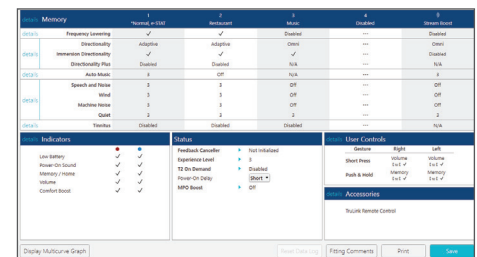 details Memory 1 *Normal, e-STAT 2 Restaurant 3 Music 4 Disabled 9 Stream Boost
details Frequency Lowering ✓ ✓ Disabled --- Disabled
Directionality Adaptive Adaptive Omni --- Omni
details Immersion Directionality ✓ ✓ ✓ --- Disabled
Directionality Plus Disabled Disabled N/A --- N/A
details Auto Music 3 Off N/A --- 3
Speech and Noise 3 3 Off --- Off
Wind 3 3 Off --- Off
details Machine Noise 3 3 Off --- Off
Quiet 2 2 2 --- 2
details Tinnitus Disabled Disabled Disabled --- N/A
details Indicators
Low Battery ✓ ✓
Power-On Sound ✓ ✓
Memory / Home ✓ ✓
Volume ✓ ✓
Comfort Boost ✓ ✓
Status
Feedback Canceller Not Initialized
Experience Level 3
T2 On Demand Disabled
Power-On Delay Short
MPO Boost Off
details User Controls
Gesture Right Left
Short Press Volume Volume
Push & Hold Memory Memory
details Accessories
TruLink Remote Control
Display Multicurve Graph
Reset Data Log
Fitting Comments
Print
Save